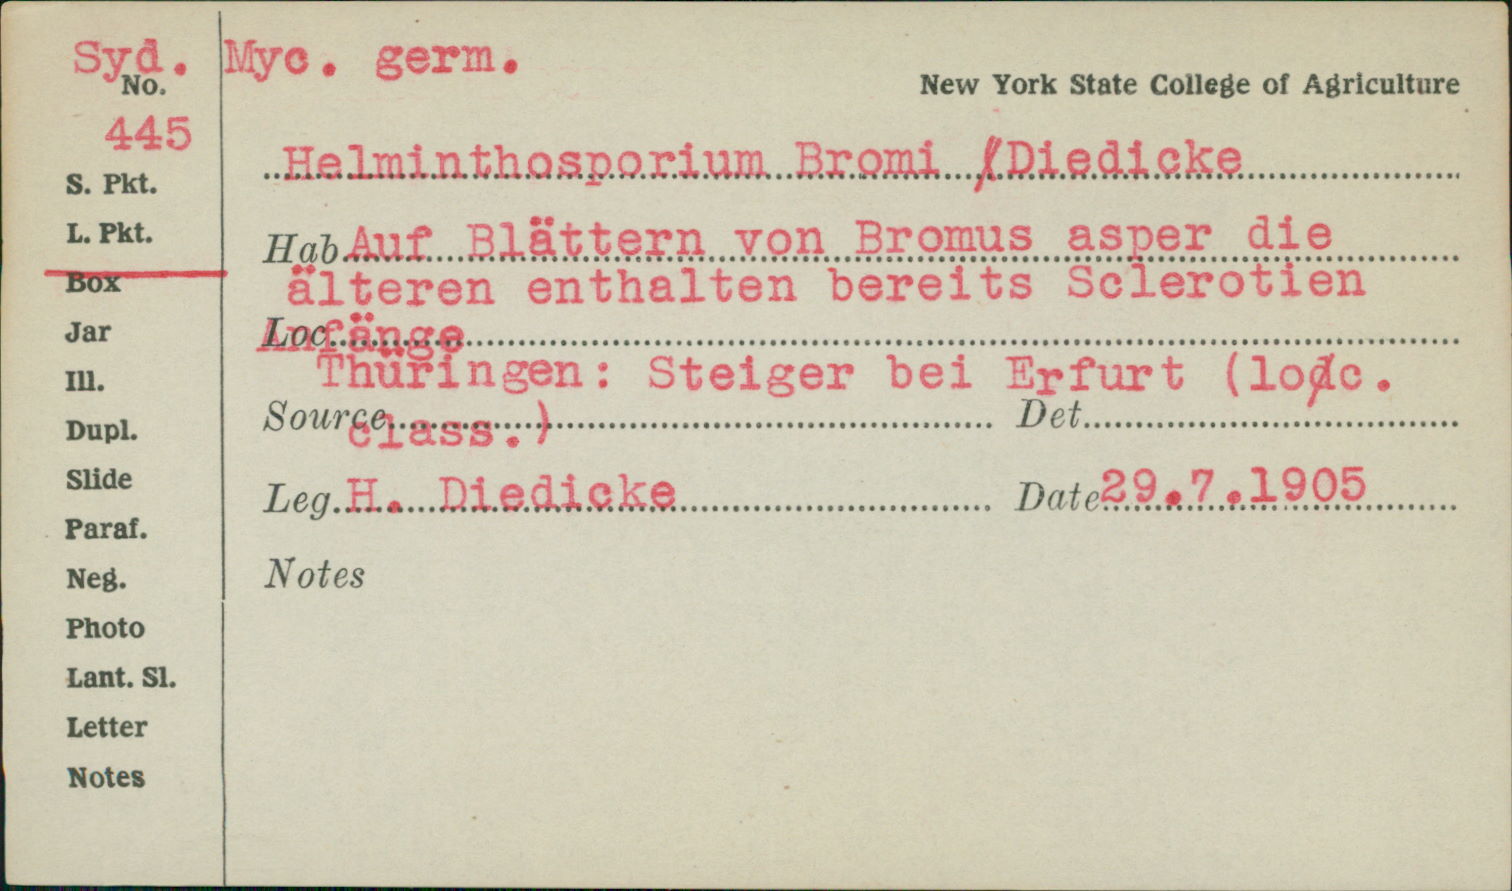 Syd. Myc. germ.
No.
New York State College of Agriculture
445
Helminthosporium Bromi Diedicke
S. Pkt.
L. Pkt.
Hab. Auf Blättern von Bromus asper die
Box
älteren enthalten bereits Sclerotien
Jar
Loc. Anfänge
Ill.
Thüringen: Steiger bei Erfurt (loc.
Dupl.
Source class.) Det.
Slide
Leg. H. Diedicke Date 29.7.1905
Paraf.
Neg.
Notes
Photo
Lant. Sl.
Letter
Notes